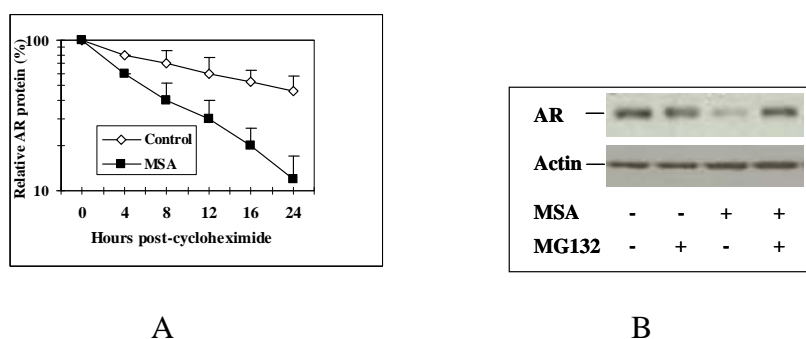 Relative AR protein (%)
100
10
Control
MSA
0 4 8 12 16 24
Hours post-cycloheximide
A
AR
Actin
MSA - - + +
MG132 - + - +
B